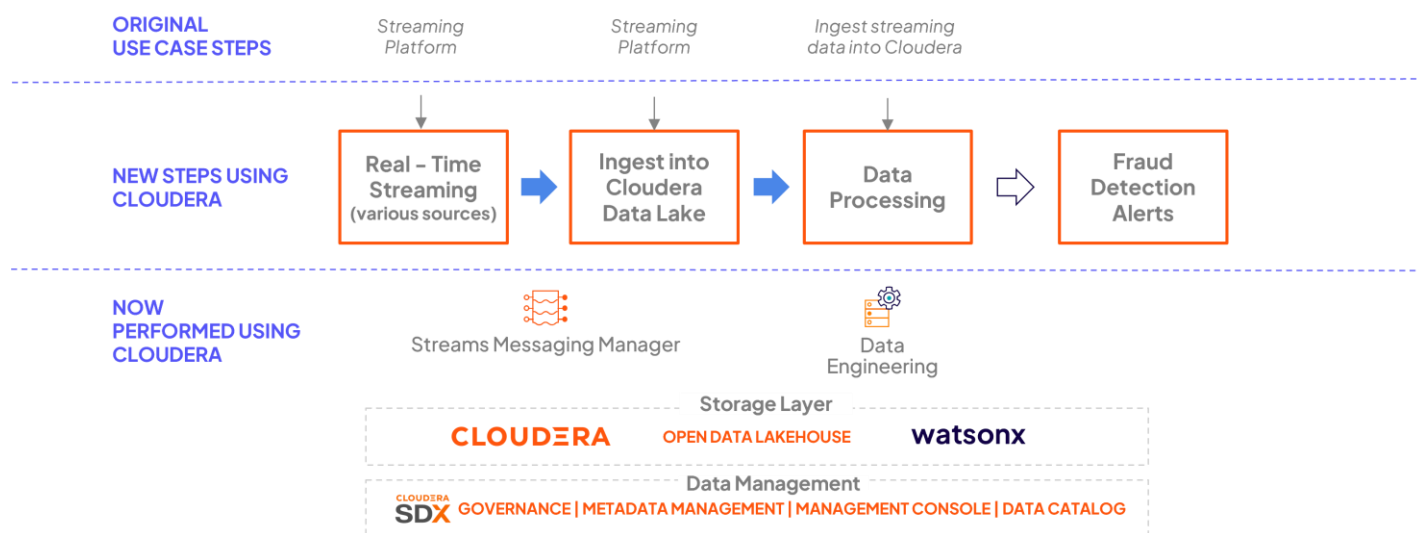 ORIGINAL
USE CASE STEPS
Streaming
Platform
Streaming
Platform
Ingest streaming
data into Cloudera
NEW STEPS USING
CLOUDERA
Real - Time
Streaming
(various sources)
Ingest into
Cloudera
Data Lake
Data
Processing
Fraud
Detection
Alerts
NOW
PERFORMED USING
CLOUDERA
Streams Messaging Manager
Data
Engineering
Storage Layer
CLOUDERA OPEN DATA LAKEHOUSE watsonx
Data Management
CLOUDERA
SDX GOVERNANCE | METADATA MANAGEMENT | MANAGEMENT CONSOLE | DATA CATALOG